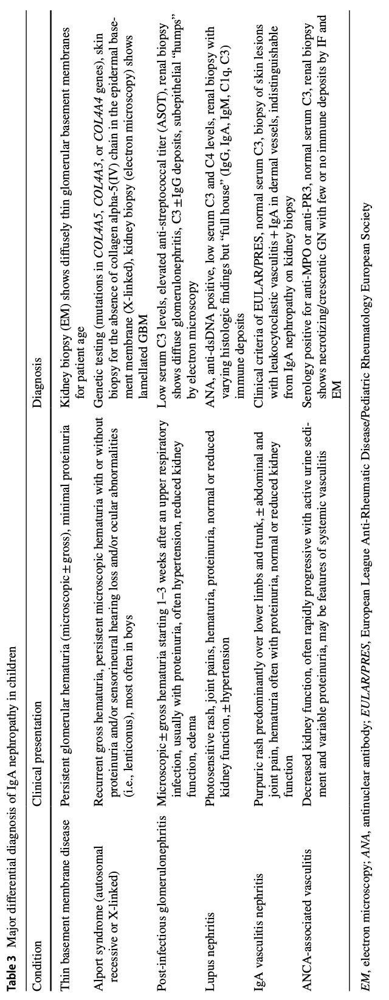 Table 3 Major differential diagnosis of IgA nephropathy in children
Condition Clinical presentation Diagnosis
Thin basement membrane disease Persistent glomerular hematuria (microscopic ± gross), minimal proteinuria Kidney biopsy (EM) shows diffusely thin glomerular basement membranes
for patient age
Alport syndrome (autosomal Recurrent gross hematuria, persistent microscopic hematuria with or without Genetic testing (mutations in COL4A5, COL4A3, or COL4A4 genes), skin
recessive or X-linked) proteinuria and/or sensorineural hearing loss and/or ocular abnormalities biopsy for the absence of collagen alpha-5(IV) chain in the epidermal base-
(i.e., lenticonus), most often in boys ment membrane (X-linked), kidney biopsy (electron microscopy) shows
lamellated GBM
Post-infectious glomerulonephritis Microscopic ± gross hematuria starting 1–3 weeks after an upper respiratory Low serum C3 levels, elevated anti-streptococcal titer (ASOT), renal biopsy
infection, usually with proteinuria, often hypertension, reduced kidney shows diffuse glomerulonephritis, C3 ± IgG deposits, subepithelial “humps”
function, edema by electron microscopy
Lupus nephritis Photosensitive rash, joint pains, hematuria, proteinuria, normal or reduced ANA, anti-dsDNA positive, low serum C3 and C4 levels, renal biopsy with
kidney function, ± hypertension varying histologic findings but “full house” (IgG, IgA, IgM, C1q, C3)
immune deposits
IgA vasculitis nephritis Purpuric rash predominantly over lower limbs and trunk, ± abdominal and Clinical criteria of EULAR/PRES, normal serum C3, biopsy of skin lesions
joint pain, hematuria often with proteinuria, normal or reduced kidney with leukocytoclastic vasculitis + IgA in dermal vessels, indistinguishable
function from IgA nephropathy on kidney biopsy
ANCA-associated vasculitis Decreased kidney function, often rapidly progressive with active urine sedi- Serology positive for anti-MPO or anti-PR3, normal serum C3, renal biopsy
ment and variable proteinuria, may be features of systemic vasculitis shows necrotizing/crescentic GN with few or no immune deposits by IF and
EM
EM, electron microscopy; ANA, antinuclear antibody; EULAR/PRES, European League Anti-Rheumatic Disease/Pediatric Rheumatology European Society